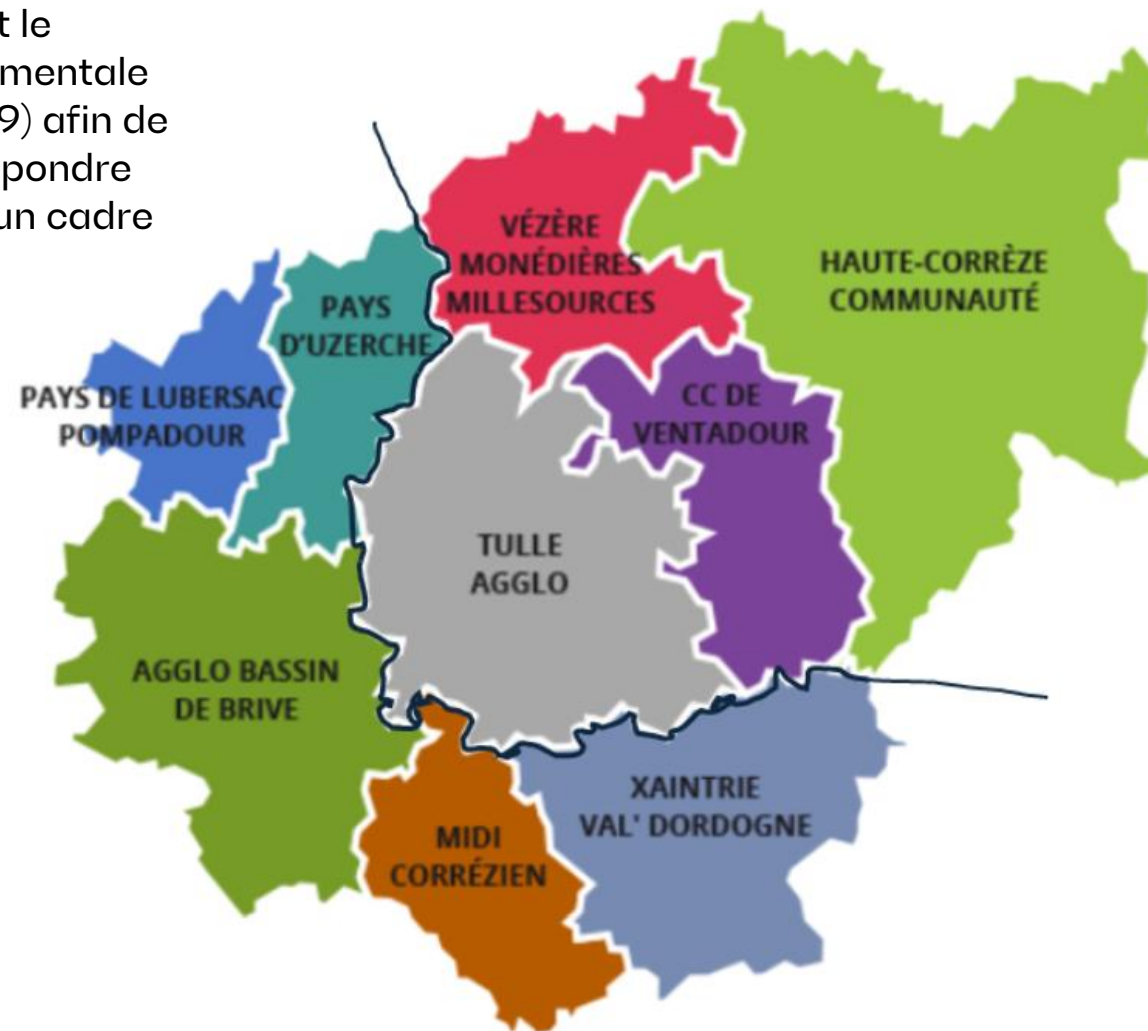 t le
mentale
9) afin de
pondre
un cadre
VÉZÈRE
MONÉDIÈRES
MILLESOURCES
HAUTE-CORRÈZE
COMMUNAUTÉ
PAYS
D'UZERCHE
PAYS DE LUBERSAC
POMPADOUR
CC DE
VENTADOUR
TULLE
AGGLO
AGGLO BASSIN
DE BRIVE
XAINTRIE
VAL' DORDOGNE
MIDI
CORRÉZIEN